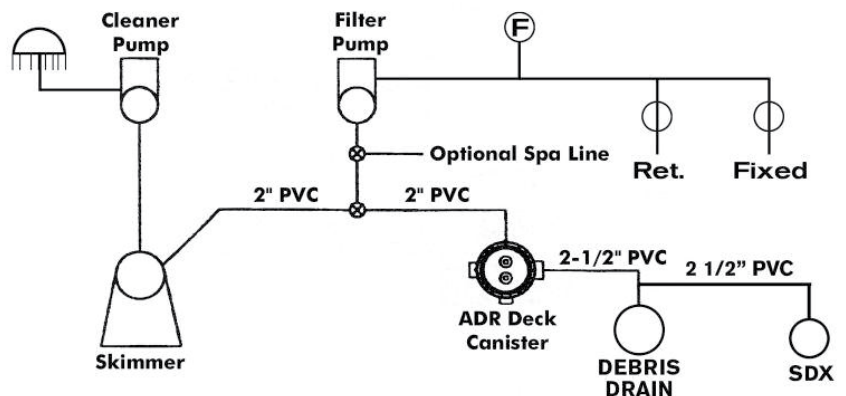 Cleaner
Pump
Filter
Pump
F
Optional Spa Line
Ret.
Fixed
2" PVC
2" PVC
2-1/2" PVC
2 1/2” PVC
ADR Deck
Canister
Skimmer
DEBRIS
DRAIN
SDX